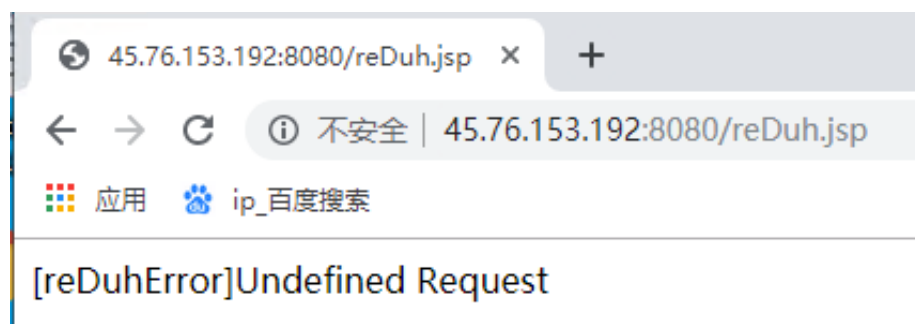 45.76.153.192:8080/reDuh.jsp
不安全 | 45.76.153.192:8080/reDuh.jsp
应用 ip_百度搜索
[reDuhError]Undefined Request